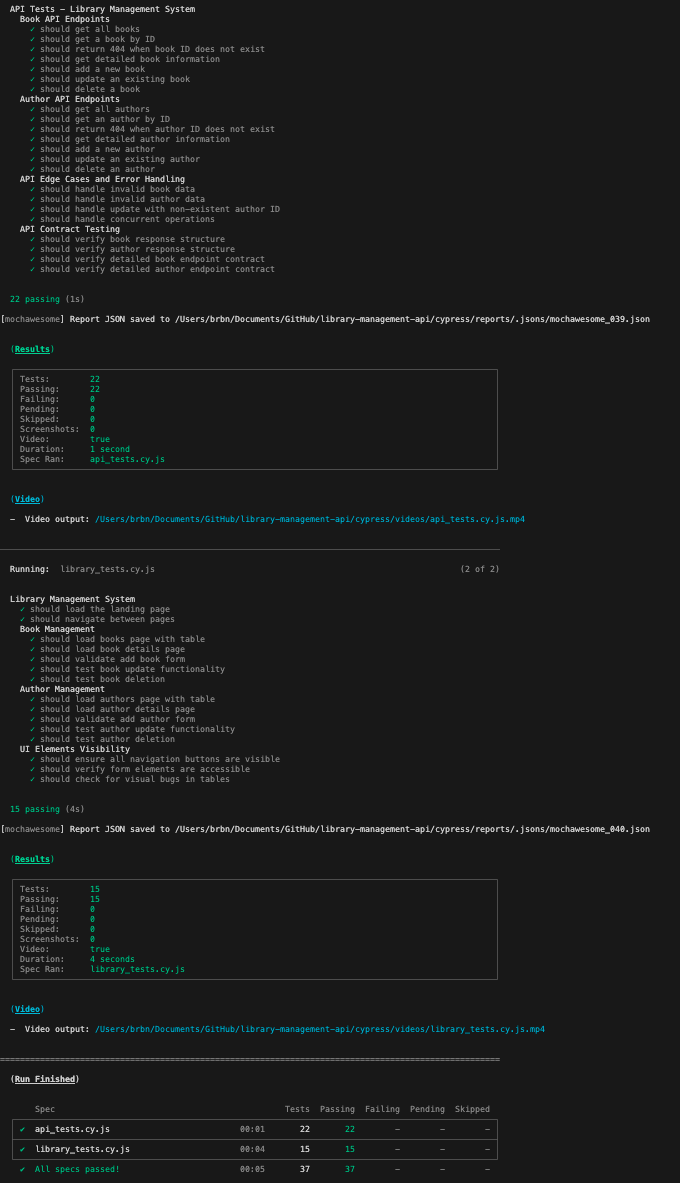 API Tests – Library Management System
Book API Endpoints
✓ should get all books
✓ should get a book by ID
✓ should return 404 when book ID does not exist
✓ should get detailed book information
✓ should add a new book
✓ should update an existing book
✓ should delete a book
Author API Endpoints
✓ should get all authors
✓ should get an author by ID
✓ should return 404 when author ID does not exist
✓ should get detailed author information
✓ should add a new author
✓ should update an existing author
✓ should delete an author
API Edge Cases and Error Handling
✓ should handle invalid book data
✓ should handle invalid author data
✓ should handle update with non-existent author ID
✓ should handle concurrent operations
API Contract Testing
✓ should verify book response structure
✓ should verify author response structure
✓ should verify detailed book endpoint contract
✓ should verify detailed author endpoint contract
22 passing (1s)
[mochawesome] Report JSON saved to /Users/brbn/Documents/GitHub/library-management-api/cypress/reports/.jsons/mochawesome_039.json
(Results)
Tests: 22
Passing: 22
Failing: 0
Pending: 0
Skipped: 0
Screenshots: 0
Video: true
Duration: 1 second
Spec Ran: api_tests.cy.js
(Video)
– Video output: /Users/brbn/Documents/GitHub/library-management-api/cypress/videos/api_tests.cy.js.mp4
Running: library_tests.cy.js (2 of 2)
Library Management System
✓ should load the landing page
✓ should navigate between pages
Book Management
✓ should load books page with table
✓ should load book details page
✓ should validate add book form
✓ should test book update functionality
✓ should test book deletion
Author Management
✓ should load authors page with table
✓ should load author details page
✓ should validate add author form
✓ should test author update functionality
✓ should test author deletion
UI Elements Visibility
✓ should ensure all navigation buttons are visible
✓ should verify form elements are accessible
✓ should check for visual bugs in tables
15 passing (4s)
[mochawesome] Report JSON saved to /Users/brbn/Documents/GitHub/library-management-api/cypress/reports/.jsons/mochawesome_040.json
(Results)
Tests: 15
Passing: 15
Failing: 0
Pending: 0
Skipped: 0
Screenshots: 0
Video: true
Duration: 4 seconds
Spec Ran: library_tests.cy.js
(Video)
– Video output: /Users/brbn/Documents/GitHub/library-management-api/cypress/videos/library_tests.cy.js.mp4
(Run Finished)
Spec Tests Passing Failing Pending Skipped
✔ api_tests.cy.js 00:01 22 22 – – –
✔ library_tests.cy.js 00:04 15 15 – – –
✔ All specs passed! 00:05 37 37 – – –